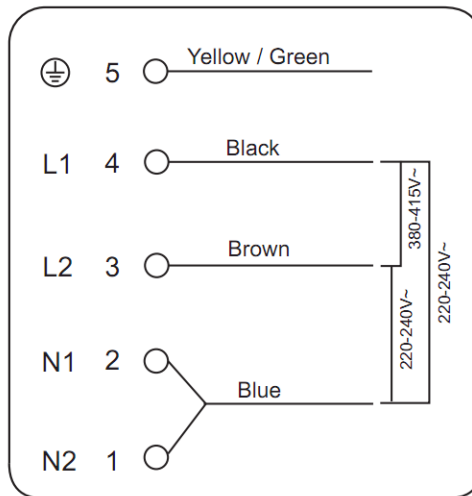 5 Yellow / Green
L1 4 Black
L2 3 Brown
N1 2
Blue
N2 1
380-415V~
220-240V~
220-240V~